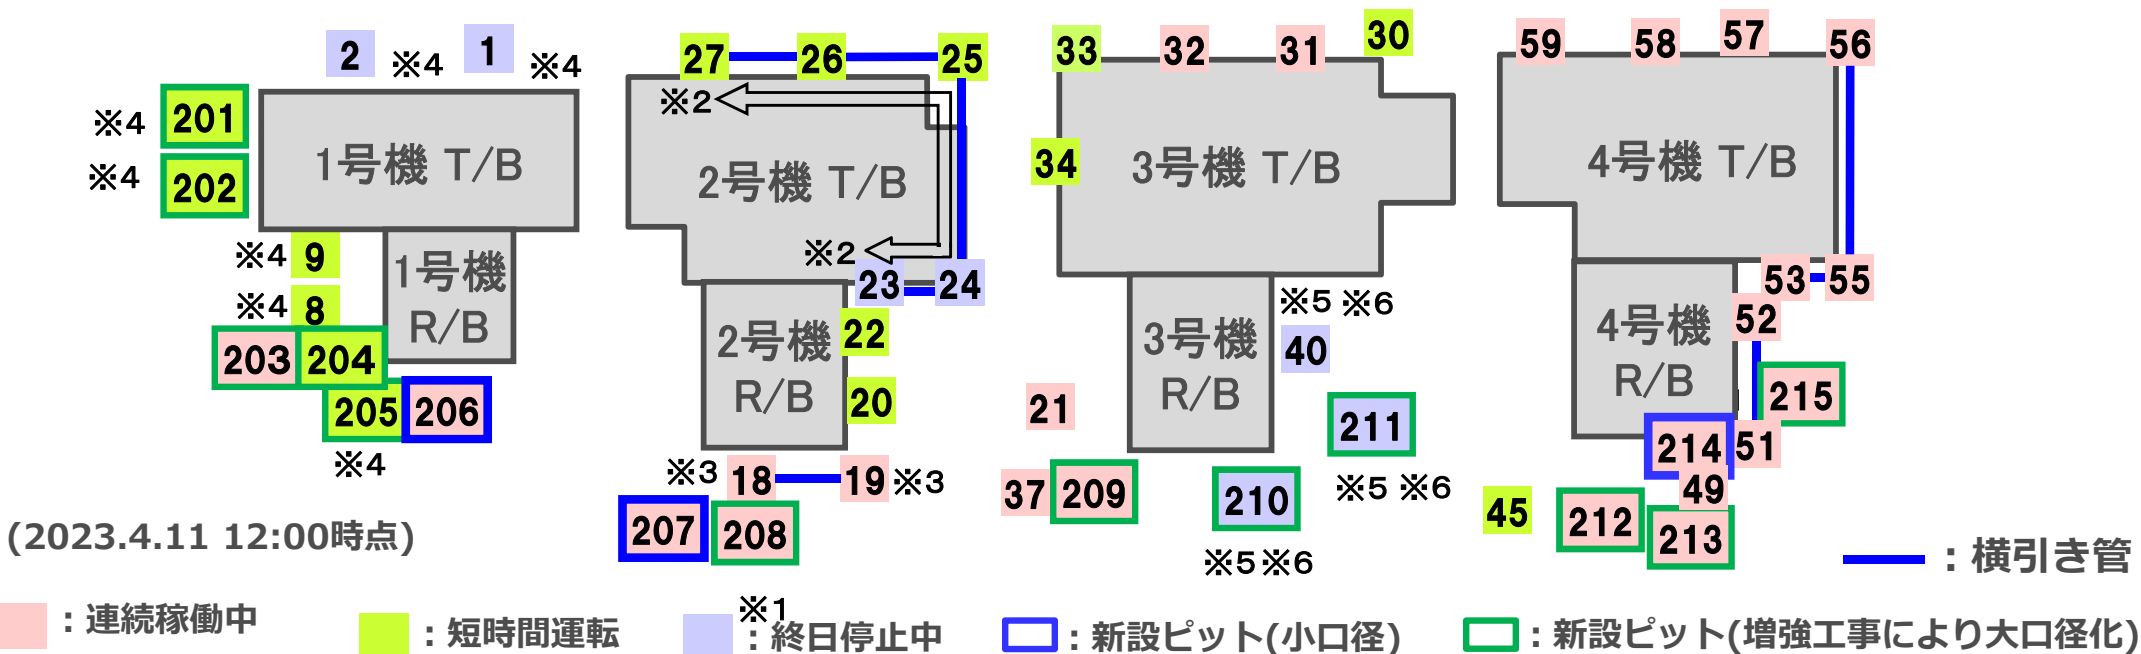 2 ※4 1 ※4
※4 201
※4 202
1号機 T/B
※4 9
※4 8
203 204
205 206
※4
1号機
R/B
27 26 25
※2
2号機 T/B
※2
23 24
22
20
2号機
R/B
※3 18 19 ※3
207 208
33 32 31 30
34
3号機 T/B
※5 ※6
40
3号機
R/B
21
211
※5 ※6
37 209
210
※5※6
59 58 57 56
4号機 T/B
53 55
52
4号機
R/B
215
214 51
49
45
212
213
(2023.4.11 12:00時点)
：横引き管
：連続稼働中
：短時間運転
※1
：終日停止中
：新設ピット(小口径)
：新設ピット(増強工事により大口径化)